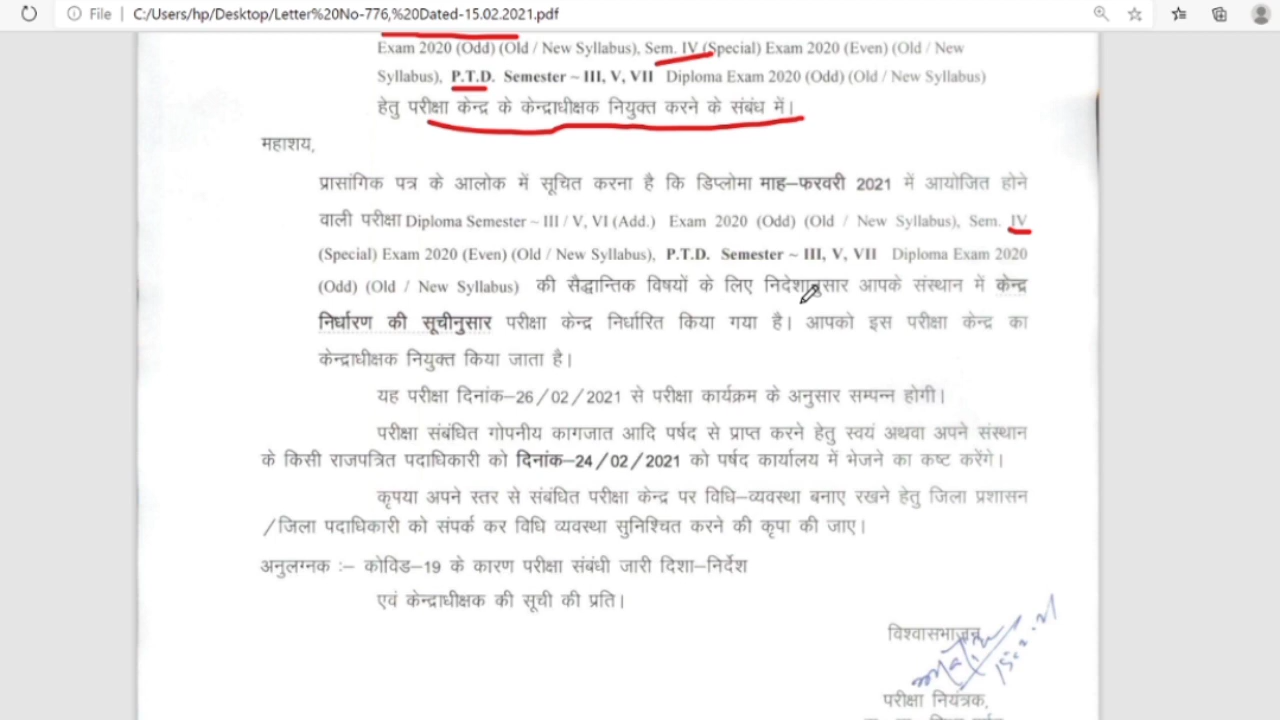 File | C:/Users/hp/Desktop/Letter%20No-776,%20Dated-15.02.2021.pdf
Exam 2020 (Odd) (Old / New Syllabus), Sem. IV (Special) Exam 2020 (Even) (Old / New
Syllabus), P.T.D. Semester ~ III, V, VII Diploma Exam 2020 (Odd) (Old / New Syllabus)
हेतु परीक्षा केन्द्र के केन्द्राधीक्षक नियुक्त करने के संबंध में।
महाशय,
प्रासांगिक पत्र के आलोक में सूचित करना है कि डिप्लोमा माह–फरवरी 2021 में आयोजित होने
वाली परीक्षा Diploma Semester ~ III / V, VI (Add.) Exam 2020 (Odd) (Old / New Syllabus), Sem. IV
(Special) Exam 2020 (Even) (Old / New Syllabus), P.T.D. Semester ~ III, V, VII Diploma Exam 2020
(Odd) (Old / New Syllabus) की सैद्धान्तिक विषयों के लिए निदेशानुसार आपके संस्थान में केन्द्र
निर्धारण की सूचीनुसार परीक्षा केन्द्र निर्धारित किया गया है। आपको इस परीक्षा केन्द्र का
केन्द्राधीक्षक नियुक्त किया जाता है।
यह परीक्षा दिनांक–26/02/2021 से परीक्षा कार्यक्रम के अनुसार सम्पन्न होगी।
परीक्षा संबंधित गोपनीय कागजात आदि पर्षद से प्राप्त करने हेतु स्वयं अथवा अपने संस्थान
के किसी राजपत्रित पदाधिकारी को दिनांक–24/02/2021 को पर्षद कार्यालय में भेजने का कष्ट करेंगे।
कृपया अपने स्तर से संबंधित परीक्षा केन्द्र पर विधि–व्यवस्था बनाए रखने हेतु जिला प्रशासन
/जिला पदाधिकारी को संपर्क कर विधि व्यवस्था सुनिश्चित करने की कृपा की जाए।
अनुलग्नक :– कोविड–19 के कारण परीक्षा संबंधी जारी दिशा–निर्देश
एवं केन्द्राधीक्षक की सूची की प्रति।
विश्वासभाजन
15.2.21
परीक्षा नियंत्रक,